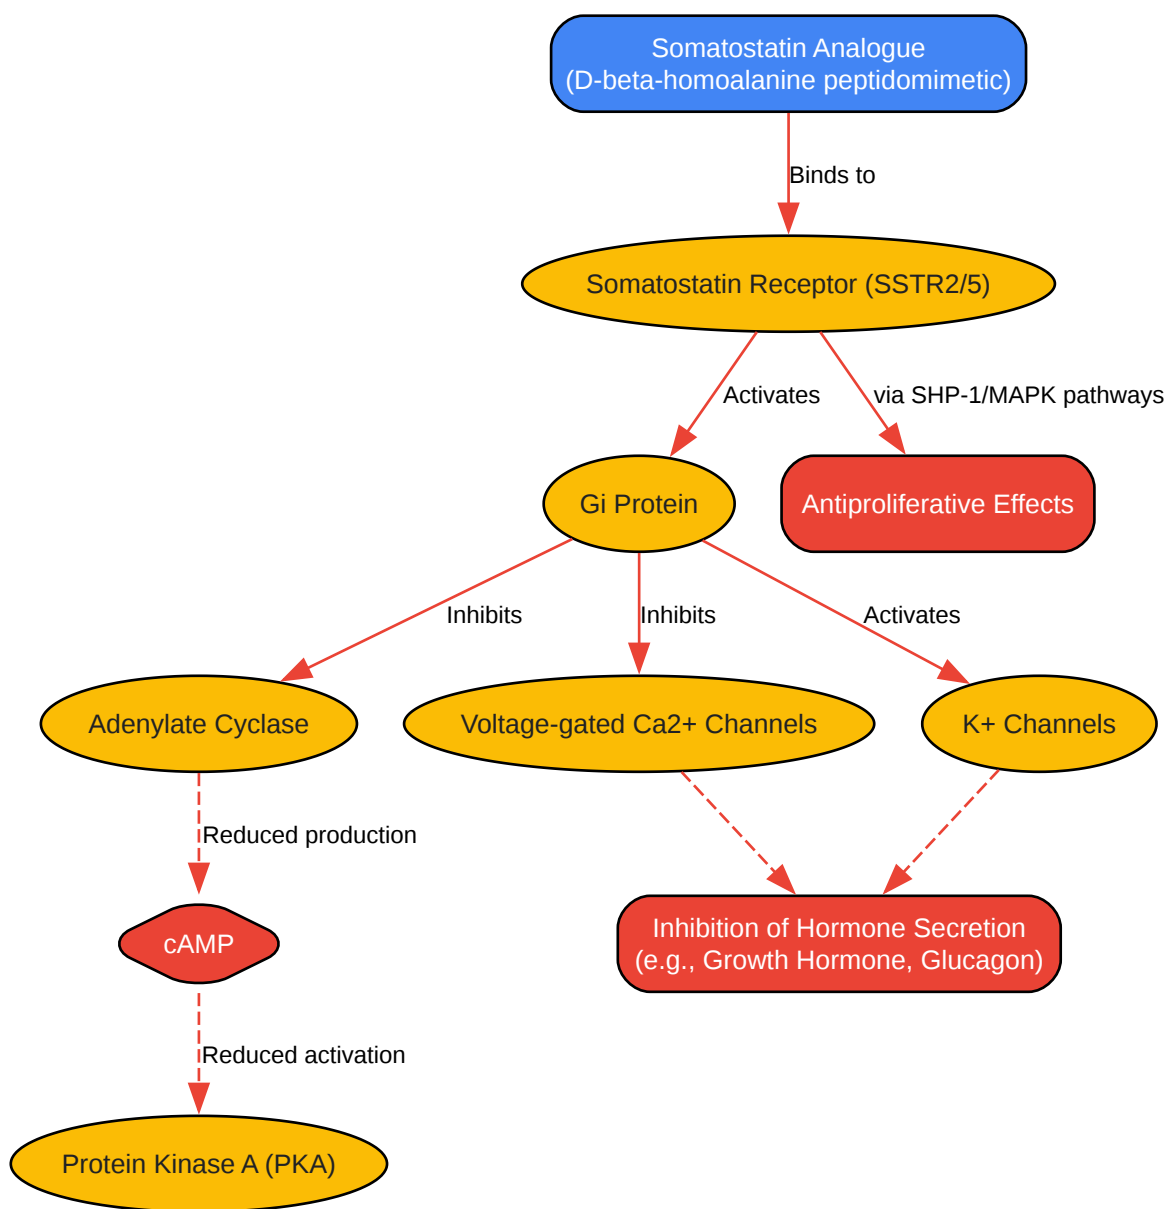 Somatostatin Analogue
(D-beta-homoalanine peptidomimetic)
Binds to
Somatostatin Receptor (SSTR2/5)
Activates
via SHP-1/MAPK pathways
Gi Protein
Antiproliferative Effects
Inhibits
Inhibits
Activates
Adenylate Cyclase
Voltage-gated Ca2+ Channels
K+ Channels
Reduced production
cAMP
Inhibition of Hormone Secretion
(e.g., Growth Hormone, Glucagon)
Reduced activation
Protein Kinase A (PKA)